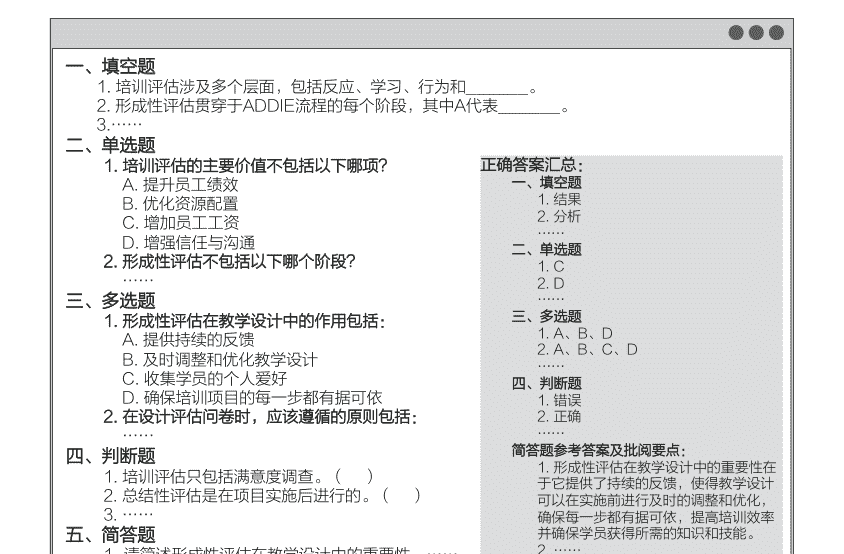 一、填空题
1. 培训评估涉及多个层面，包括反应、学习、行为和_______。
2. 形成性评估贯穿于ADDIE流程的每个阶段，其中A代表_______。
3.……
二、单选题
1. 培训评估的主要价值不包括以下哪项？
A. 提升员工绩效
B. 优化资源配置
C. 增加员工工资
D. 增强信任与沟通
2. 形成性评估不包括以下哪个阶段？
……
三、多选题
1. 形成性评估在教学设计中的作用包括：
A. 提供持续的反馈
B. 及时调整和优化教学设计
C. 收集学员的个人爱好
D. 确保培训项目的每一步都有据可依
2. 在设计评估问卷时，应该遵循的原则包括：
……
四、判断题
1. 培训评估只包括满意度调查。（　）
2. 总结性评估是在项目实施后进行的。（　）
3. ……
五、简答题
1. 请简述形成性评估在教学设计中的重要性。……
正确答案汇总：
一、填空题
1. 结果
2. 分析
……
二、单选题
1. C
2. D
……
三、多选题
1. A、B、D
2. A、B、C、D
……
四、判断题
1. 错误
2. 正确
……
简答题参考答案及批阅要点：
1. 形成性评估在教学设计中的重要性在
于它提供了持续的反馈，使得教学设计
可以在实施前进行及时的调整和优化，
确保每一步都有据可依，提高培训效率
并确保学员获得所需的知识和技能。
2. ……